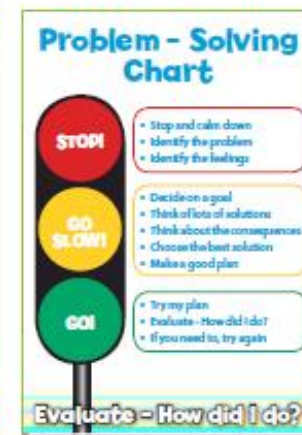 Problem - Solving
Chart
STOP!
• Stop and calm down
• Identify the problem
• Identify the feelings
GO
SLOW!
• Decide on a goal
• Think of lots of solutions
• Think about the consequences
• Choose the best solution
• Make a good plan
GO!
• Try my plan
• Evaluate - How did I do?
• If you need to, try again
Evaluate - How did I do?